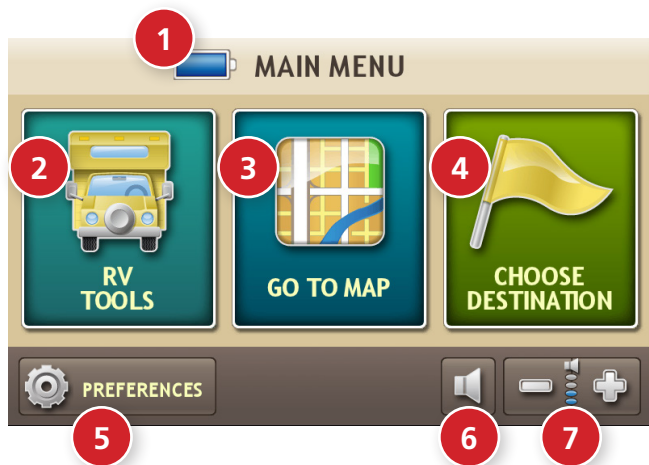 1
MAIN MENU
2
3
4
RV
TOOLS
GO TO MAP
CHOOSE
DESTINATION
PREFERENCES
5
6
7